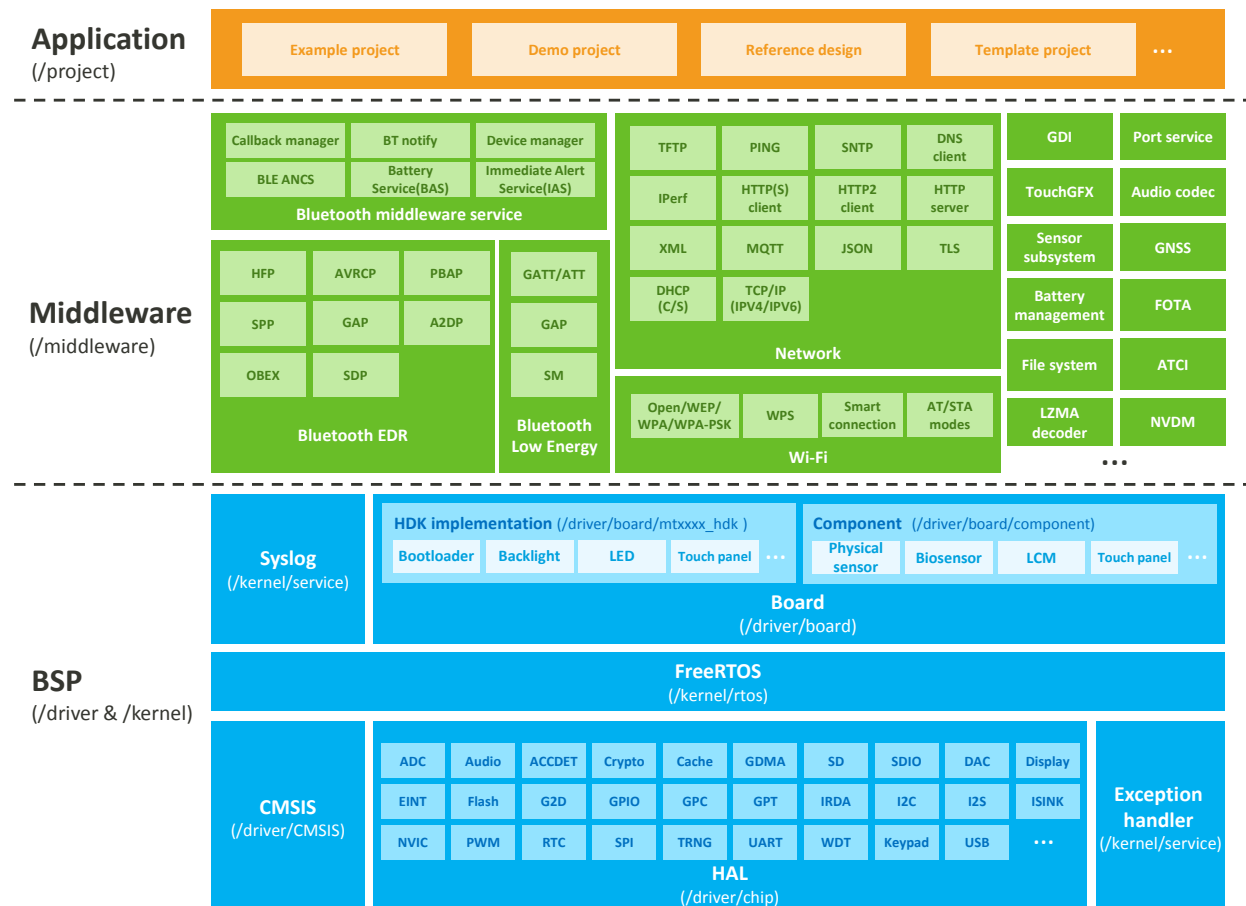 Application
(/project)
Example project
Demo project
Reference design
Template project
...
Middleware
(/middleware)
Callback manager
BT notify
Device manager
BLE ANCS
Battery
Service(BAS)
Immediate Alert
Service(IAS)
Bluetooth middleware service
HFP
AVRCP
PBAP
SPP
GAP
A2DP
OBEX
SDP
Bluetooth EDR
GATT/ATT
GAP
SM
Bluetooth
Low Energy
TFTP
PING
SNTP
DNS
client
IPerf
HTTP(S)
client
HTTP2
client
HTTP
server
XML
MQTT
JSON
TLS
DHCP
(C/S)
TCP/IP
(IPV4/IPV6)
Network
Open/WEP/
WPA/WPA-PSK
WPS
Smart
connection
AT/STA
modes
Wi-Fi
GDI
Port service
TouchGFX
Audio codec
Sensor
subsystem
GNSS
Battery
management
FOTA
File system
ATCI
LZMA
decoder
NVDM
...
BSP
(/driver & /kernel)
Syslog
(/kernel/service)
HDK implementation (/driver/board/mtxxxx_hdk )
Bootloader
Backlight
LED
Touch panel
...
Component (/driver/board/component)
Physical
sensor
Biosensor
LCM
Touch panel
...
Board
(/driver/board)
FreeRTOS
(/kernel/rtos)
CMSIS
(/driver/CMSIS)
ADC
Audio
ACCDET
Crypto
Cache
GDMA
SD
SDIO
DAC
Display
EINT
Flash
G2D
GPIO
GPC
GPT
IRDA
I2C
I2S
ISINK
NVIC
PWM
RTC
SPI
TRNG
UART
WDT
Keypad
USB
...
HAL
(/driver/chip)
Exception
handler
(/kernel/service)